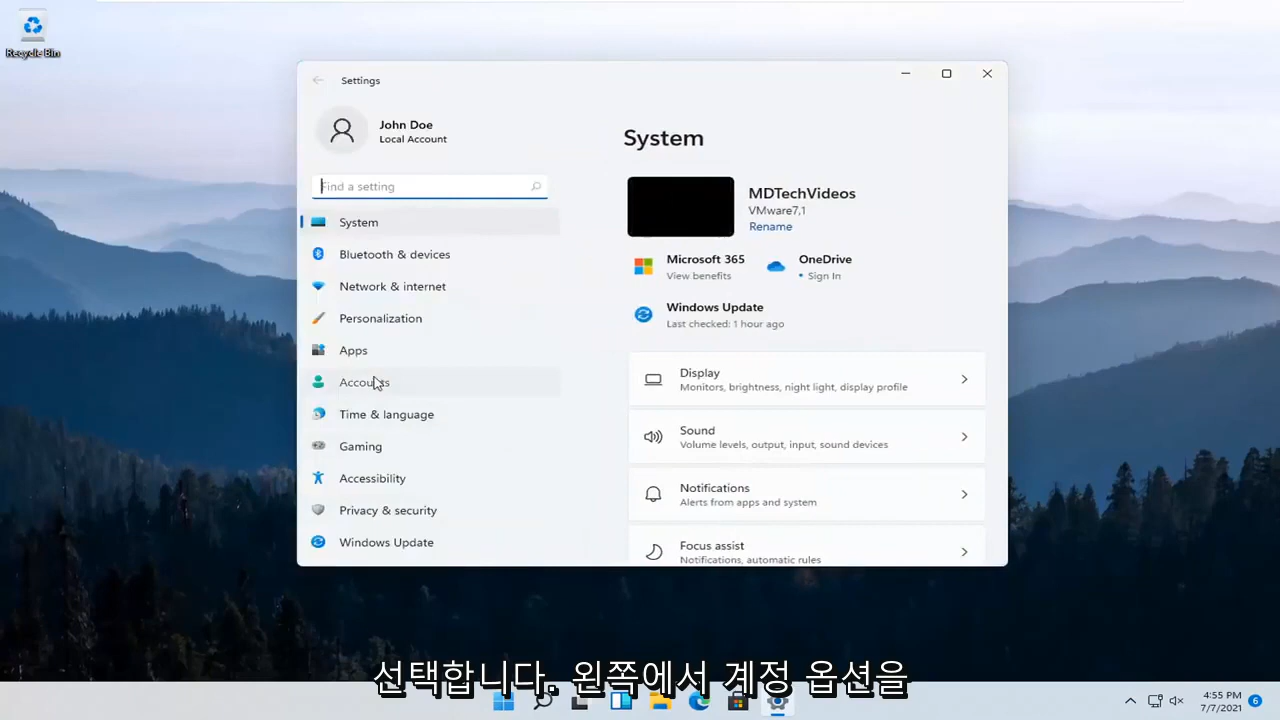 Recycle Bin
Settings
John Doe
Local Account
Find a setting
System
Bluetooth & devices
Network & internet
Personalization
Apps
Accounts
Time & language
Gaming
Accessibility
Privacy & security
Windows Update
System
MDTechVideos
VMware7,1
Rename
Microsoft 365
View benefits
OneDrive
• Sign In
Windows Update
Last checked: 1 hour ago
Display
Monitors, brightness, night light, display profile
Sound
Volume levels, output, input, sound devices
Notifications
Alerts from apps and system
Focus assist
Notifications, automatic rules
선택합니다. 왼쪽에서 계정 옵션을
4:55 PM
7/7/2021
6